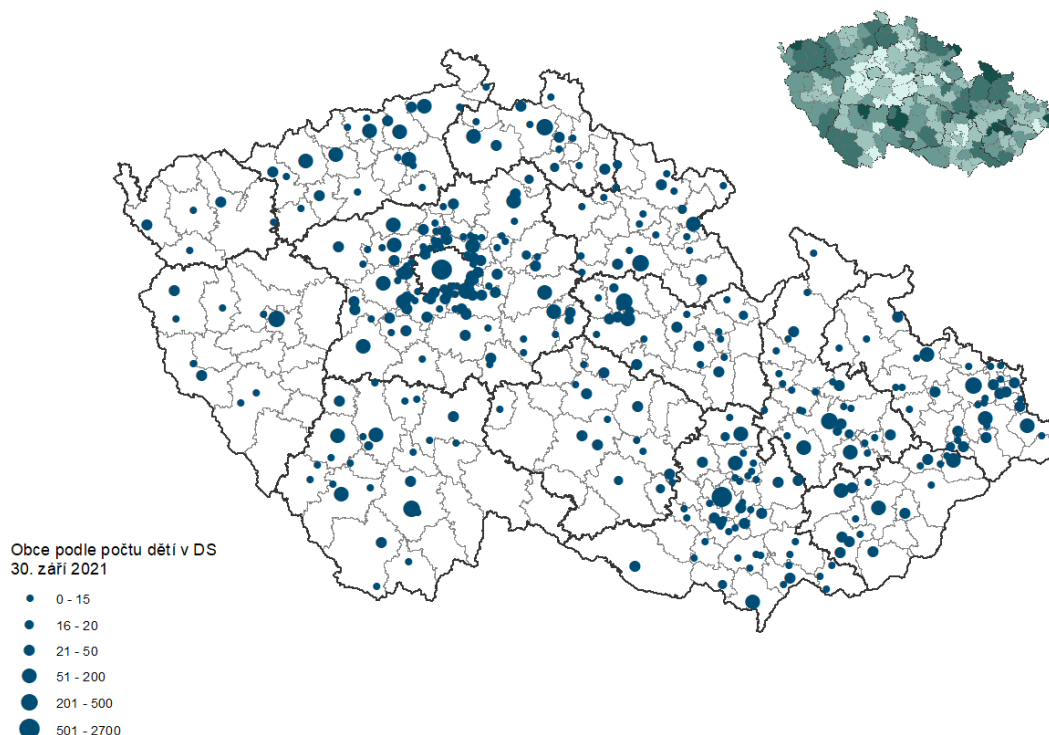 Obce podle počtu dětí v DS
30. září 2021
0 - 15
16 - 20
21 - 50
51 - 200
201 - 500
501 - 2700